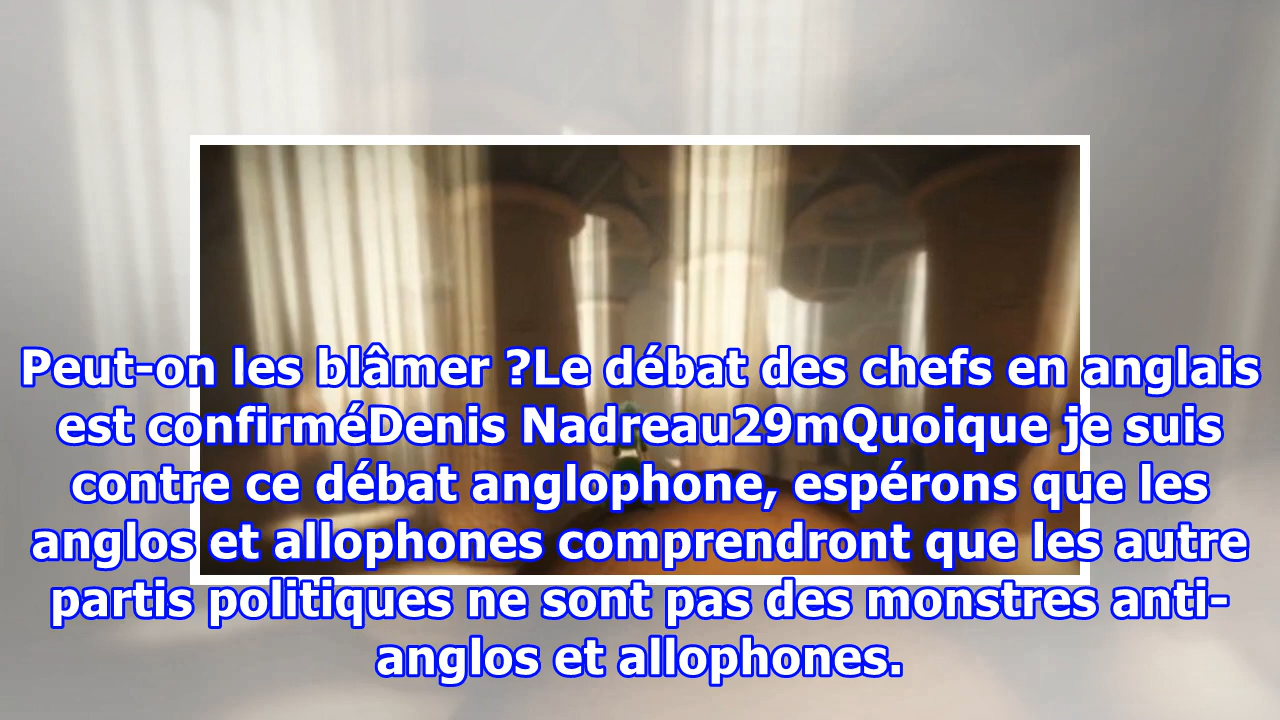 Peut-on les blâmer ?Le débat des chefs en anglais
est confirméDenis Nadreau29mQuoique je suis
contre ce débat anglophone, espérons que les
anglos et allophones comprendront que les autre
partis politiques ne sont pas des monstres anti-
anglos et allophones.